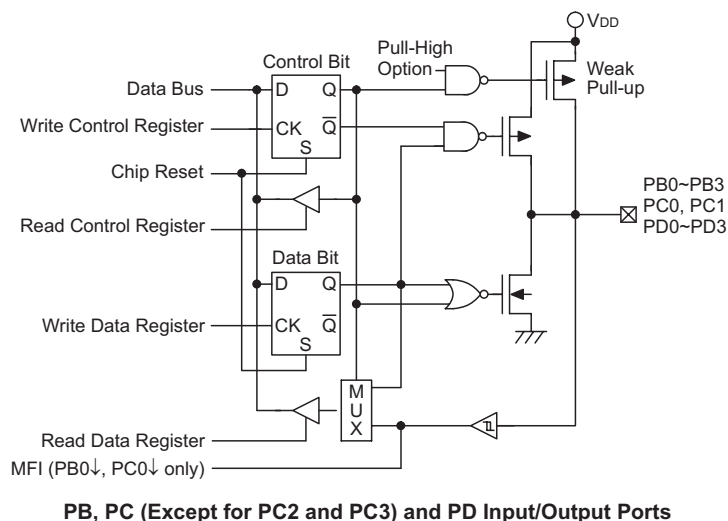 VDD
Pull-High
Option
Control Bit
Weak
Pull-up
Data Bus
D
Q
Write Control Register
CK
Q
S
Chip Reset
PB0~PB3
PC0, PC1
PD0~PD3
Read Control Register
Data Bit
D
Q
Write Data Register
CK
Q
S
M
U
X
Read Data Register
MFI (PB0↓, PC0↓ only)
PB, PC (Except for PC2 and PC3) and PD Input/Output Ports